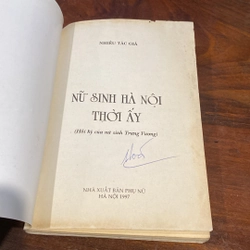 NHIỀU TÁC GIẢ
NỮ SINH HÀ NỘI
THỜI ẤY
(Hồi ký của nữ sinh Trưng Vương)
NHÀ XUẤT BẢN PHỤ NỮ
HÀ NỘI 1997